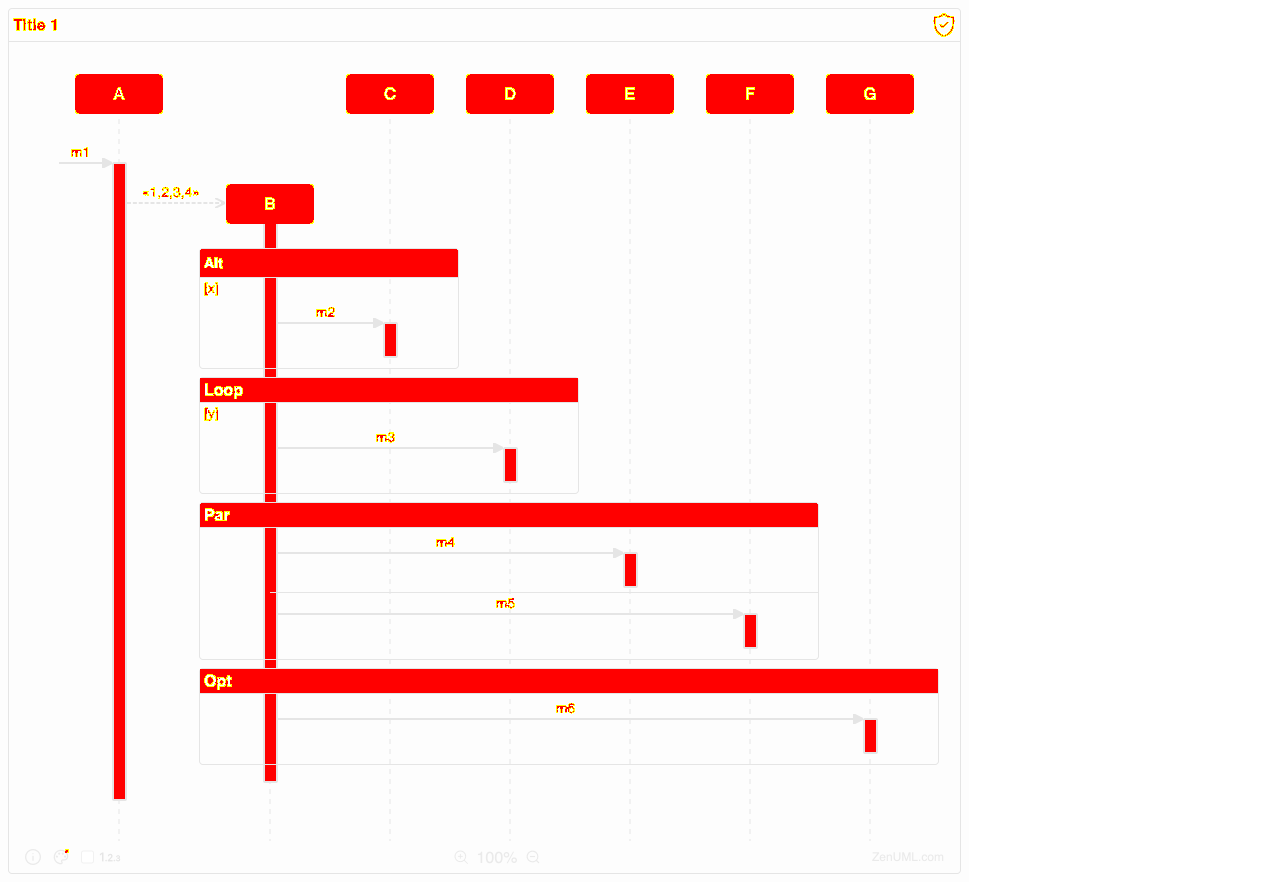 Title 1
A C D E F G
m1
«1,2,3,4»
B
Alt
[x]
m2
Loop
[y]
m3
Par
m4
m5
Opt
m6
1.2.3
100%
ZenUML.com